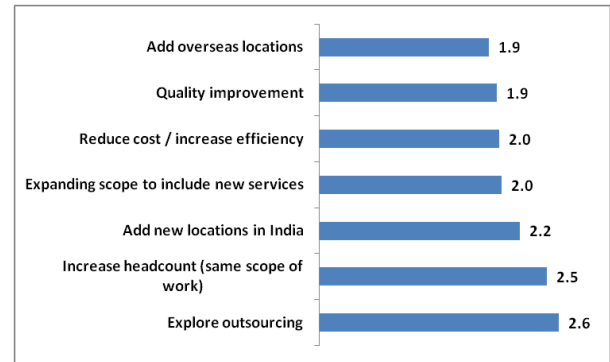 Add overseas locations 1.9
Quality improvement 1.9
Reduce cost / increase efficiency 2.0
Expanding scope to include new services 2.0
Add new locations in India 2.2
Increase headcount (same scope of
work) 2.5
Explore outsourcing 2.6